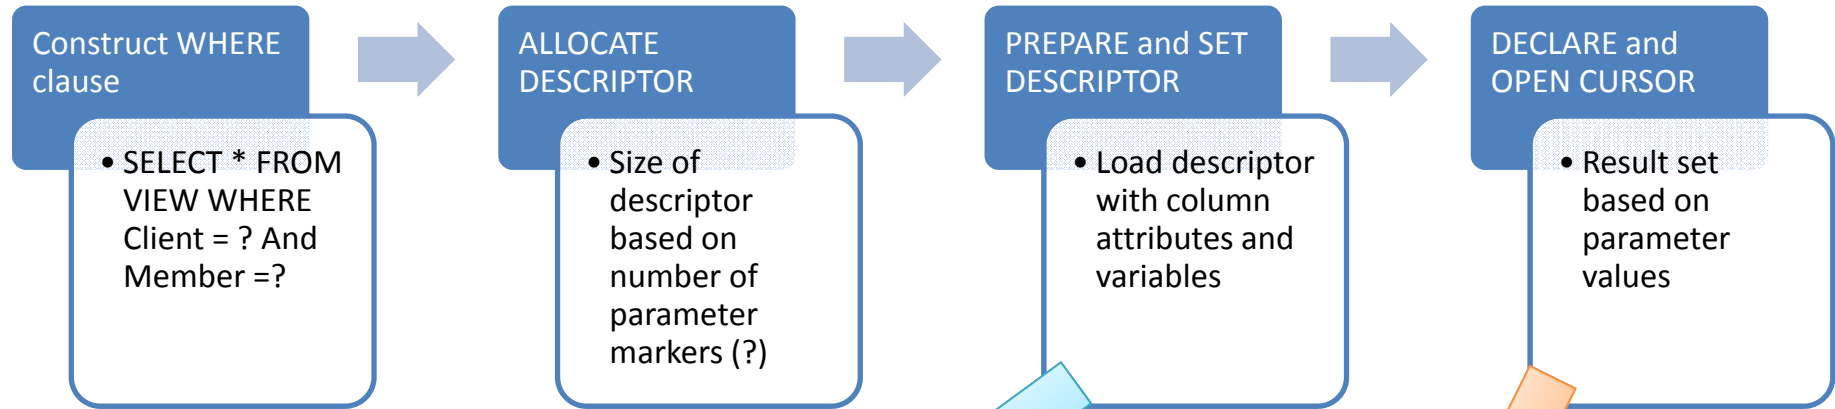 Construct WHERE
clause
• SELECT * FROM
VIEW WHERE
Client = ? And
Member =?
ALLOCATE
DESCRIPTOR
• Size of
descriptor
based on
number of
parameter
markers (?)
PREPARE and SET
DESCRIPTOR
• Load descriptor
with column
attributes and
variables
DECLARE and
OPEN CURSOR
• Result set
based on
parameter
values